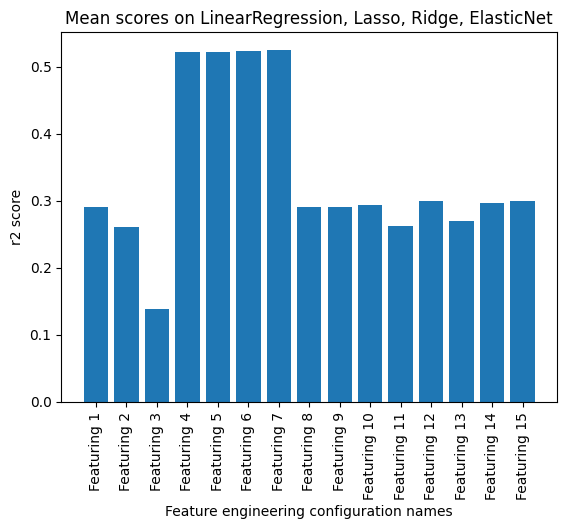 Mean scores on LinearRegression, Lasso, Ridge, ElasticNet
r2 score
0.5
0.4
0.3
0.2
0.1
0.0
Featuring 1
Featuring 2
Featuring 3
Featuring 4
Featuring 5
Featuring 6
Featuring 7
Featuring 8
Featuring 9
Featuring 10
Featuring 11
Featuring 12
Featuring 13
Featuring 14
Featuring 15
Feature engineering configuration names